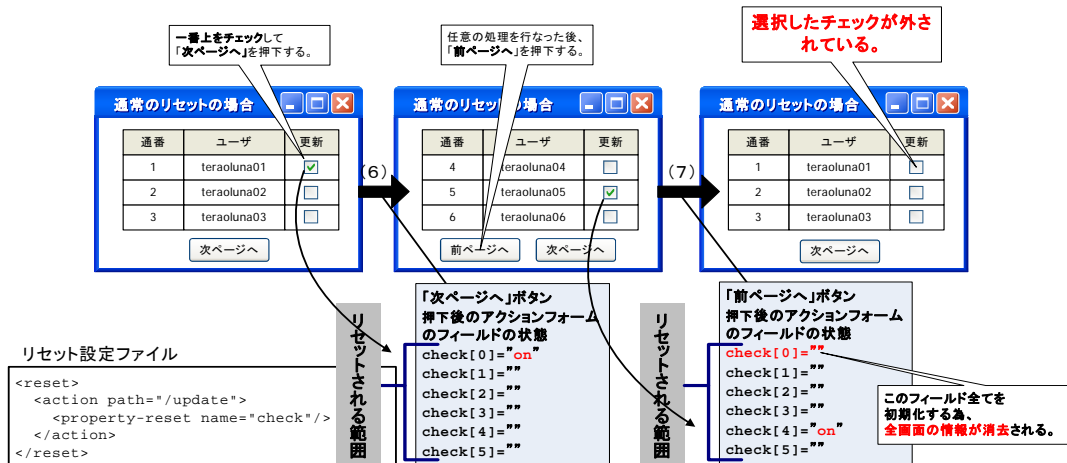 一番上をチェックして
「次ページへ」を押下する。
任意の処理を行なった後、
「前ページへ」を押下する。
選択したチェックが外さ
れている。
通常のリセットの場合
通番 ユーザ 更新
1 teraoluna01
2 teraoluna02
3 teraoluna03
次ページへ
(6)
通常のリセットの場合
通番 ユーザ 更新
4 teraoluna04
5 teraoluna05
6 teraoluna06
前ページへ 次ページへ
(7)
通常のリセットの場合
通番 ユーザ 更新
1 teraoluna01
2 teraoluna02
3 teraoluna03
次ページへ
リセット設定ファイル
<reset>
<action path="/update">
<property-reset name="check"/>
</action>
</reset>
リセットされる範囲
「次ページへ」ボタン
押下後のアクションフォーム
のフィールドの状態
check[0]="on"
check[1]=""
check[2]=""
check[3]=""
check[4]=""
check[5]=""
リセットされる範囲
「前ページへ」ボタン
押下後のアクションフォーム
のフィールドの状態
check[0]=""
check[1]=""
check[2]=""
check[3]=""
check[4]="on"
check[5]=""
このフィールド全てを
初期化する為、
全画面の情報が消去される。